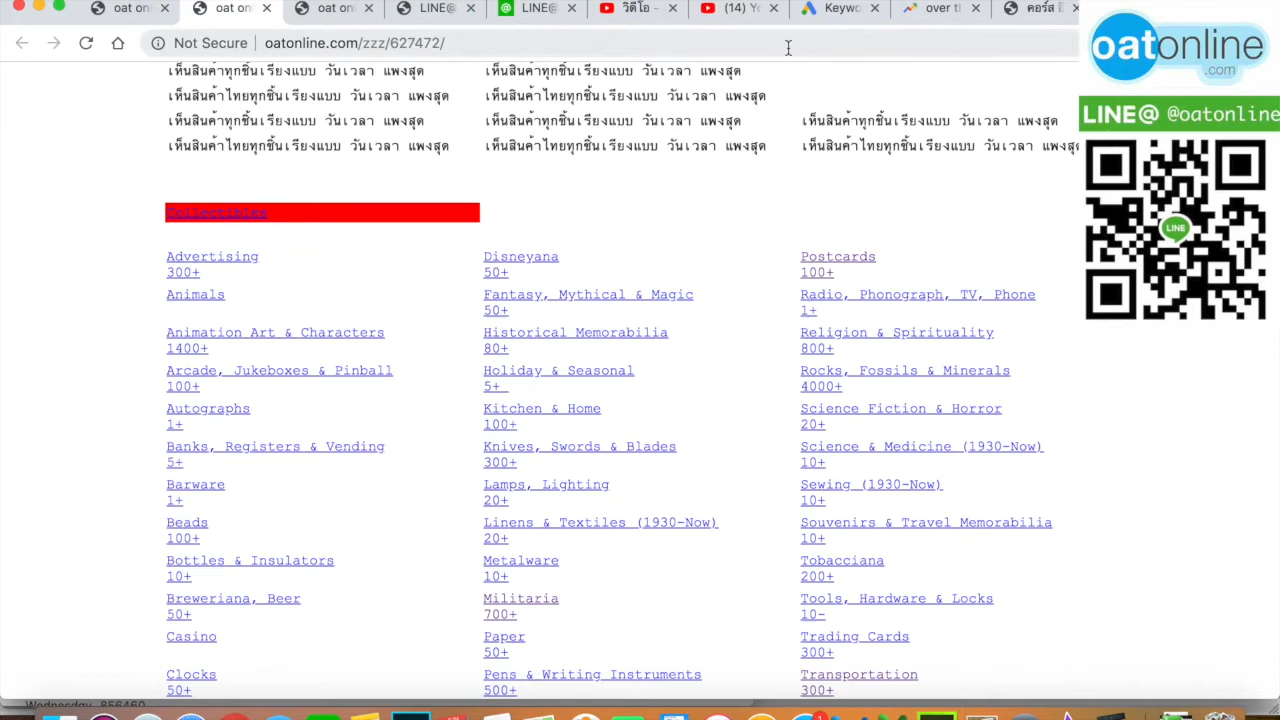 oatonl
oatonl
oatonl
LINE@
LINE@
วิดีโอ -
(14) Yo
Keywo
over th
คอร์ส อี
Not Secure | oatonline.com/zzz/627472/
oatonline
.com
LINE@ @oatonline
LINE
เห็นสินค้าทุกชิ้นเรียงแบบ วันเวลา แพงสุด เห็นสินค้าทุกชิ้นเรียงแบบ วันเวลา แพงสุด
เห็นสินค้าไทยทุกชิ้นเรียงแบบ วันเวลา แพงสุด เห็นสินค้าไทยทุกชิ้นเรียงแบบ วันเวลา แพงสุด
เห็นสินค้าทุกชิ้นเรียงแบบ วันเวลา แพงสุด เห็นสินค้าทุกชิ้นเรียงแบบ วันเวลา แพงสุด เห็นสินค้าทุกชิ้นเรียงแบบ วันเวลา แพงสุด
เห็นสินค้าไทยทุกชิ้นเรียงแบบ วันเวลา แพงสุด เห็นสินค้าไทยทุกชิ้นเรียงแบบ วันเวลา แพงสุด เห็นสินค้าไทยทุกชิ้นเรียงแบบ วันเวลา แพงสุด
Collectibles
Advertising Disneyana Postcards
300+ 50+ 100+
Animals Fantasy, Mythical & Magic Radio, Phonograph, TV, Phone
50+ 1+
Animation Art & Characters Historical Memorabilia Religion & Spirituality
1400+ 80+ 800+
Arcade, Jukeboxes & Pinball Holiday & Seasonal Rocks, Fossils & Minerals
100+ 5+ 4000+
Autographs Kitchen & Home Science Fiction & Horror
1+ 100+ 20+
Banks, Registers & Vending Knives, Swords & Blades Science & Medicine (1930-Now)
5+ 300+ 10+
Barware Lamps, Lighting Sewing (1930-Now)
1+ 20+ 10+
Beads Linens & Textiles (1930-Now) Souvenirs & Travel Memorabilia
100+ 20+ 10+
Bottles & Insulators Metalware Tobacciana
10+ 10+ 200+
Breweriana, Beer Militaria Tools, Hardware & Locks
50+ 700+ 10-
Casino Paper Trading Cards
50+ 300+
Clocks Pens & Writing Instruments Transportation
50+ 500+ 300+
Wednesday, 856460